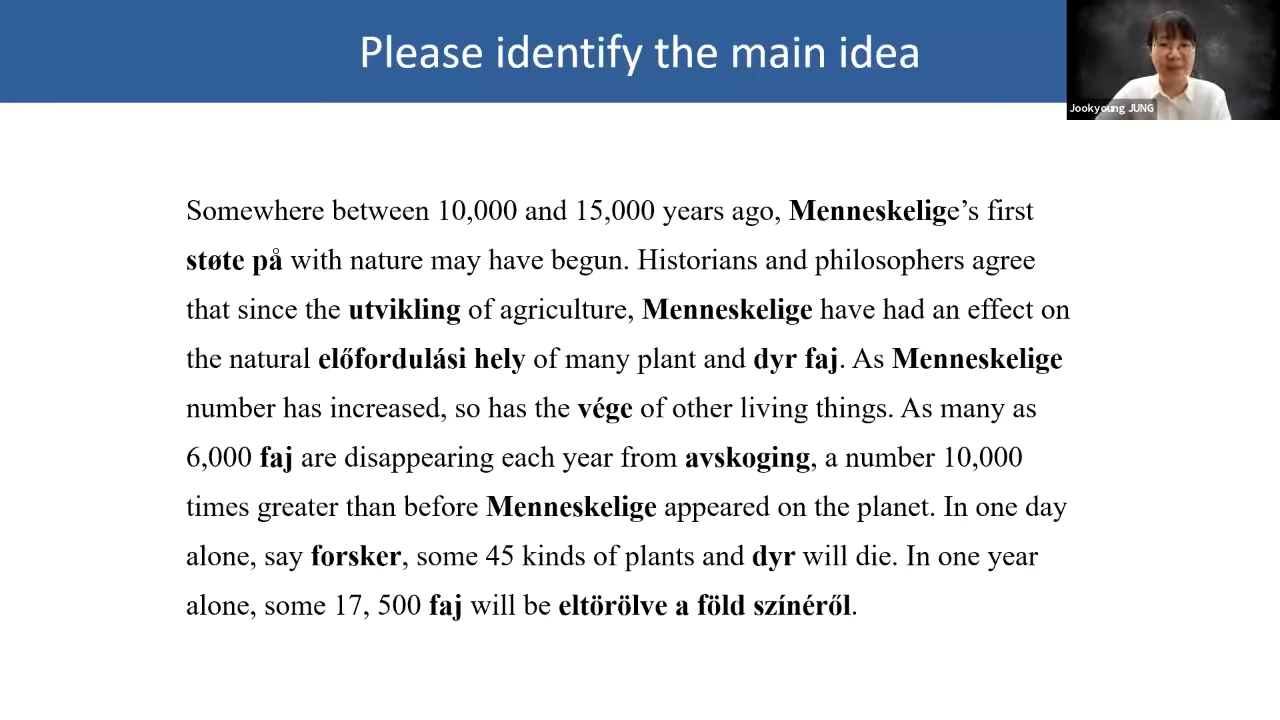 Please identify the main idea
Jookyoung JUNG
Somewhere between 10,000 and 15,000 years ago, Menneskelige’s first
støte på with nature may have begun. Historians and philosophers agree
that since the utvikling of agriculture, Menneskelige have had an effect on
the natural előfordulási hely of many plant and dyr faj. As Menneskelige
number has increased, so has the vége of other living things. As many as
6,000 faj are disappearing each year from avskoging, a number 10,000
times greater than before Menneskelige appeared on the planet. In one day
alone, say forsker, some 45 kinds of plants and dyr will die. In one year
alone, some 17, 500 faj will be eltörölve a föld színéről.